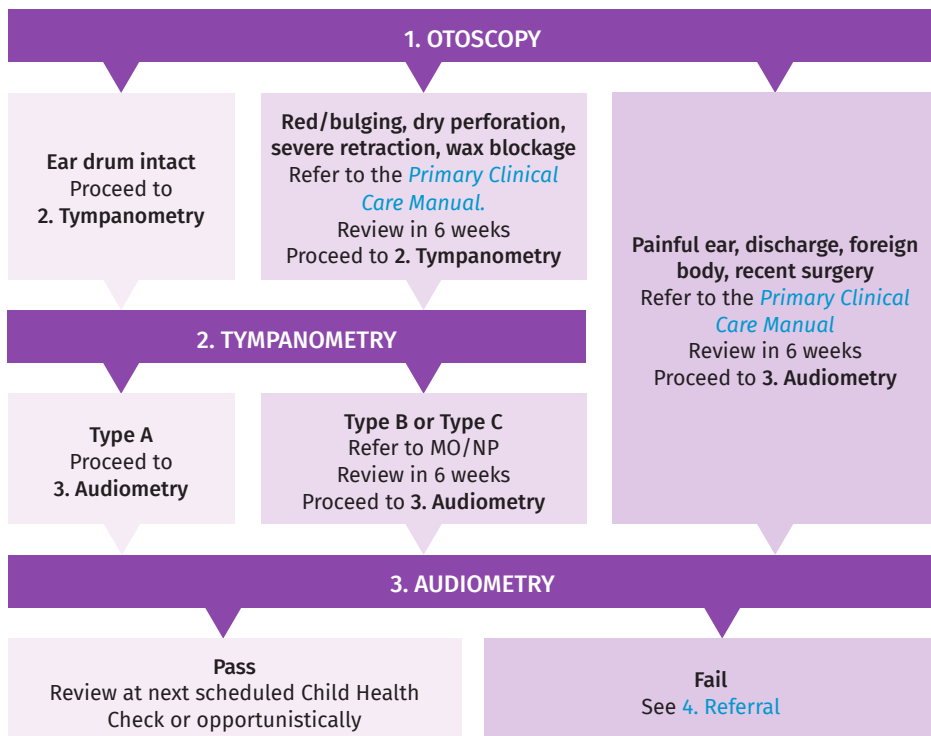 1. OTOSCOPY
Ear drum intact
Proceed to
2. Tympanometry
Red/bulging, dry perforation,
severe retraction, wax blockage
Refer to the Primary Clinical
Care Manual.
Review in 6 weeks
Proceed to 2. Tympanometry
Painful ear, discharge, foreign
body, recent surgery
Refer to the Primary Clinical
Care Manual
Review in 6 weeks
Proceed to 3. Audiometry
2. TYMPANOMETRY
Type A
Proceed to
3. Audiometry
Type B or Type C
Refer to MO/NP
Review in 6 weeks
Proceed to 3. Audiometry
3. AUDIOMETRY
Pass
Review at next scheduled Child Health
Check or opportunistically
Fail
See 4. Referral